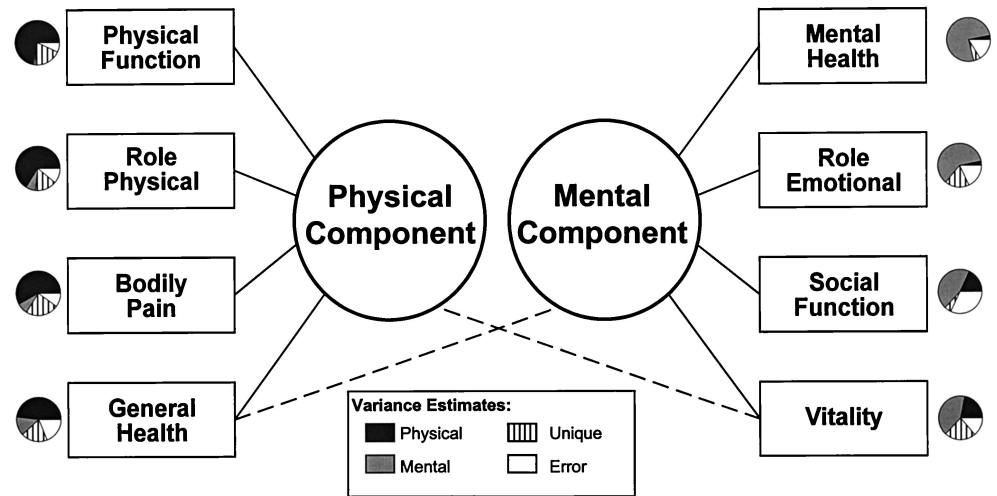 Physical
Function
Mental
Health
Role
Physical
Role
Emotional
Physical
Component
Mental
Component
Bodily
Pain
Social
Function
General
Health
Vitality
Variance Estimates:
Physical
Unique
Mental
Error